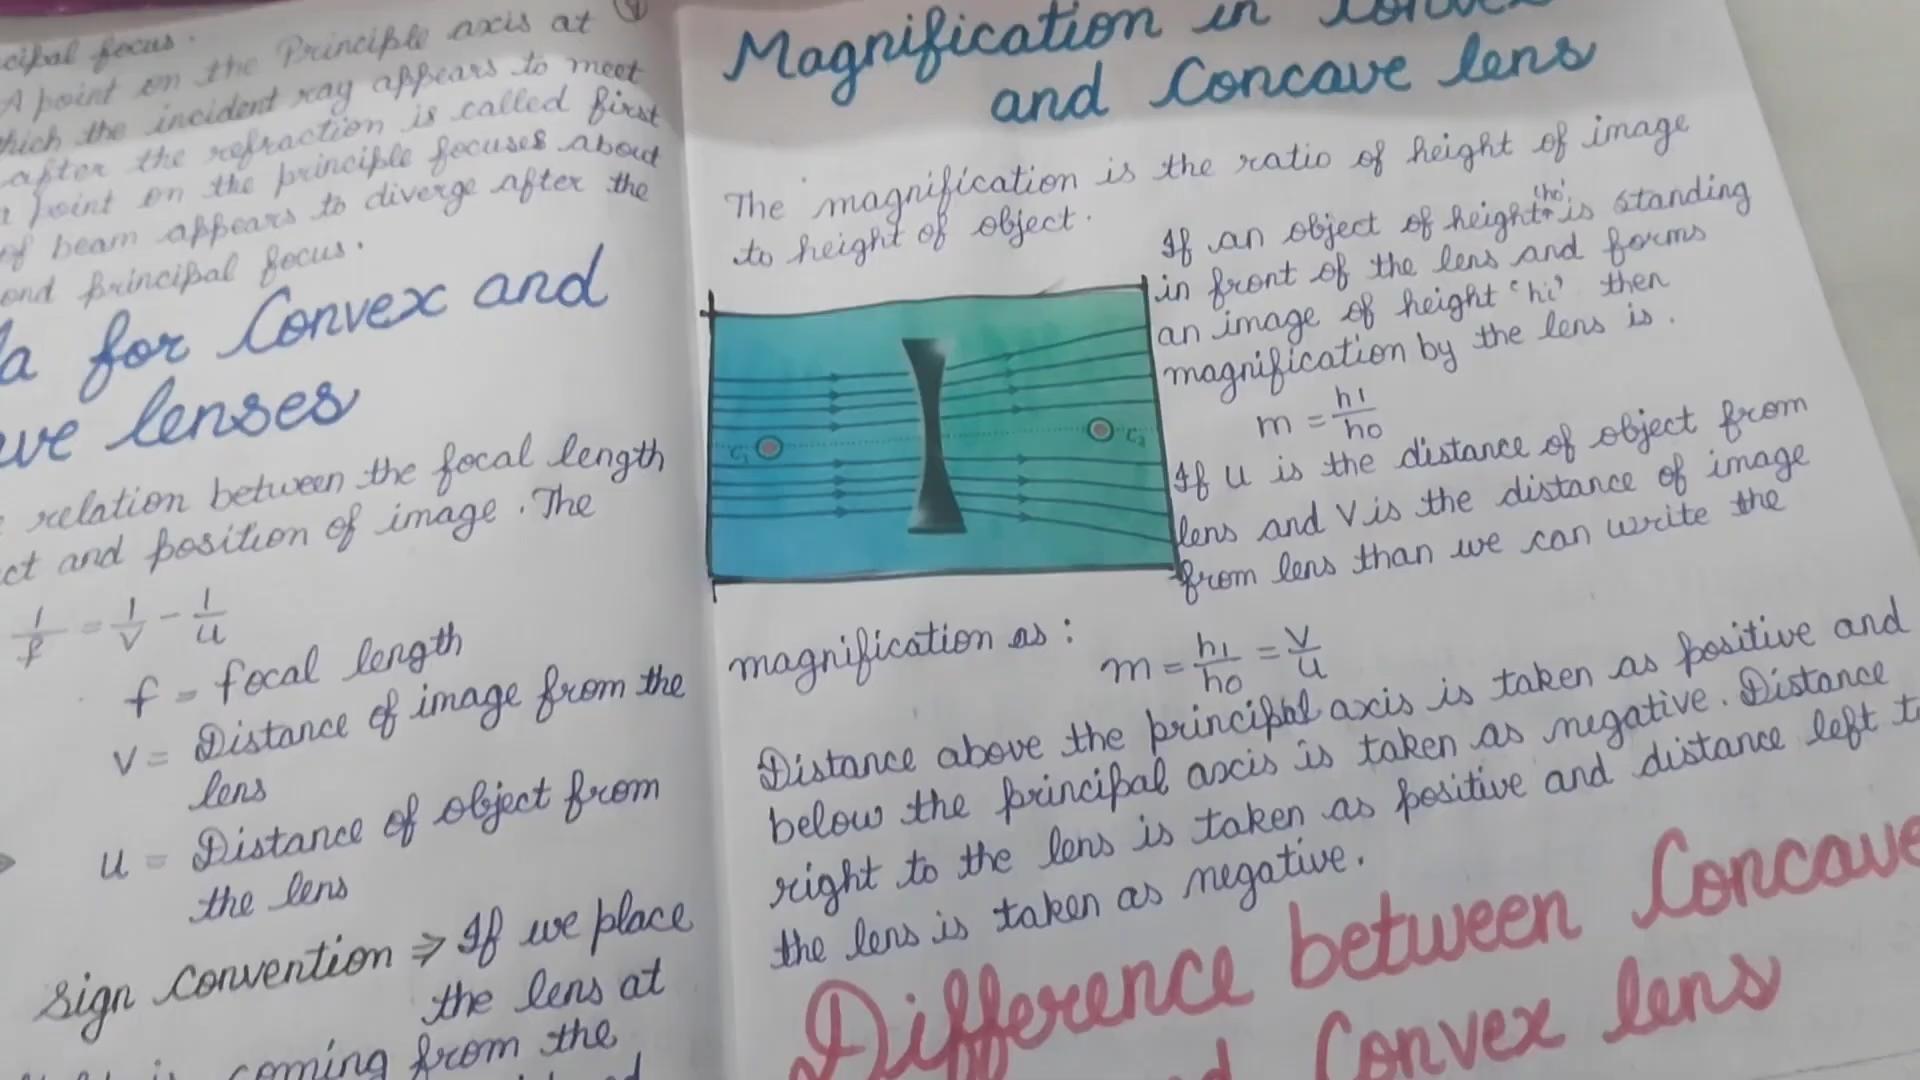 cipal focus.
A point on the Principle axis at
hich the incident ray appears to meet
after the refraction is called first
point on the principle focuses about
of beam appears to diverge after the
ond principal focus.
la for Convex and
ve lenses
relation between the focal length
ct and position of image. The
1/f = 1/v - 1/u
f = focal length
v = Distance of image from the
lens
u = Distance of object from
the lens
Sign Convention ⇒ If we place
the lens at
coming from the
Magnification in Convex
and Concave lens
The magnification is the ratio of height of image
to height of object.
If an object of height 'ho' is standing
in front of the lens and forms
an image of height 'hi' then
magnification by the lens is.
m = h1/ho
If u is the distance of object from
lens and V is the distance of image
from lens than we can write the
C1
C2
magnification as :
m = h1/ho = v/u
Distance above the principal axis is taken as positive and
below the principal axis is taken as negative. Distance
right to the lens is taken as positive and distance left t
the lens is taken as negative.
Difference between Concave
d Convex lens